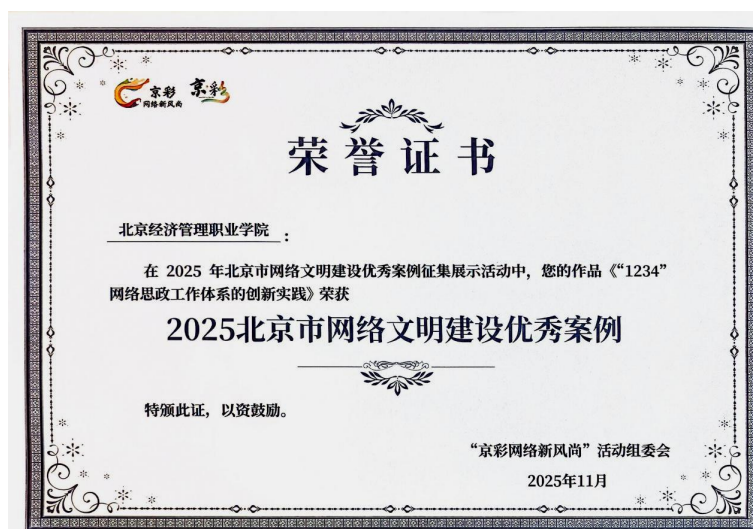 京彩 京彩
网络新风尚
荣誉证书
北京经济管理职业学院：
在 2025 年北京市网络文明建设优秀案例征集展示活动中，您的作品《“1234”
网络思政工作体系的创新实践》荣获
2025北京市网络文明建设优秀案例
特颁此证，以资鼓励。
“京彩网络新风尚”活动组委会
2025年11月